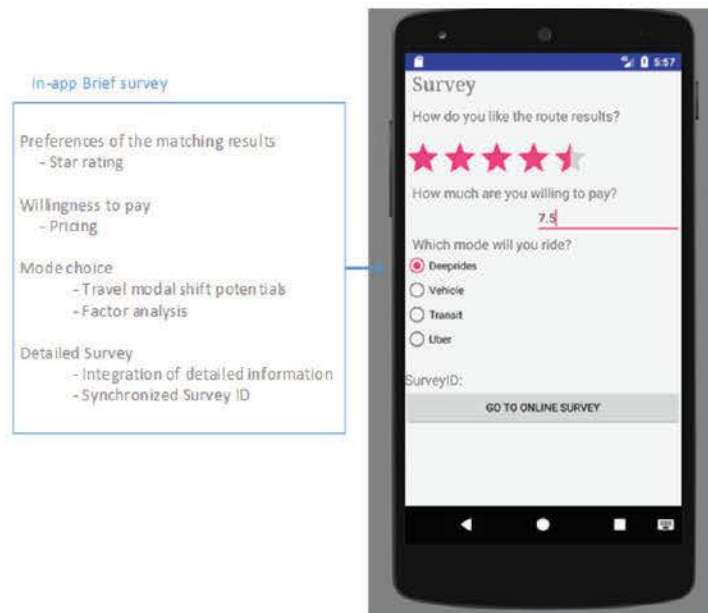 In-app Brief survey
Preferences of the matching results
- Star rating
Willingness to pay
- Pricing
Mode choice
- Travel modal shift potentials
- Factor analysis
Detailed Survey
- Integration of detailed information
- Synchronized Survey ID
5:57
Survey
How do you like the route results?
How much are you willing to pay?
7.5
Which mode will you ride?
Deeprides
Vehicle
Transit
Uber
SurveyID:
GO TO ONLINE SURVEY